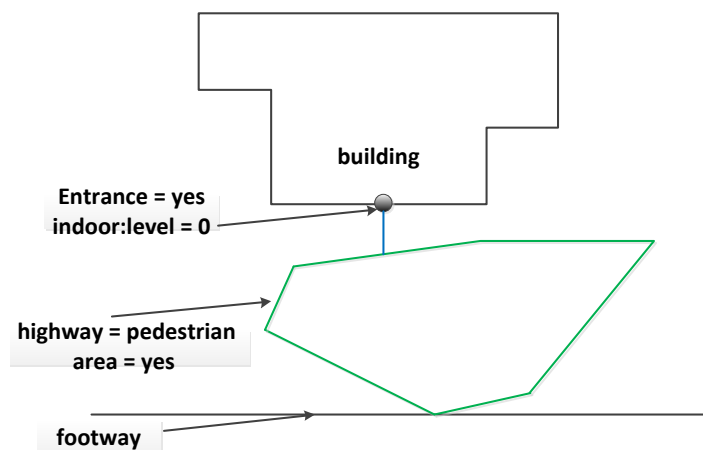 building
Entrance = yes
indoor:level = 0
highway = pedestrian
area = yes
footway